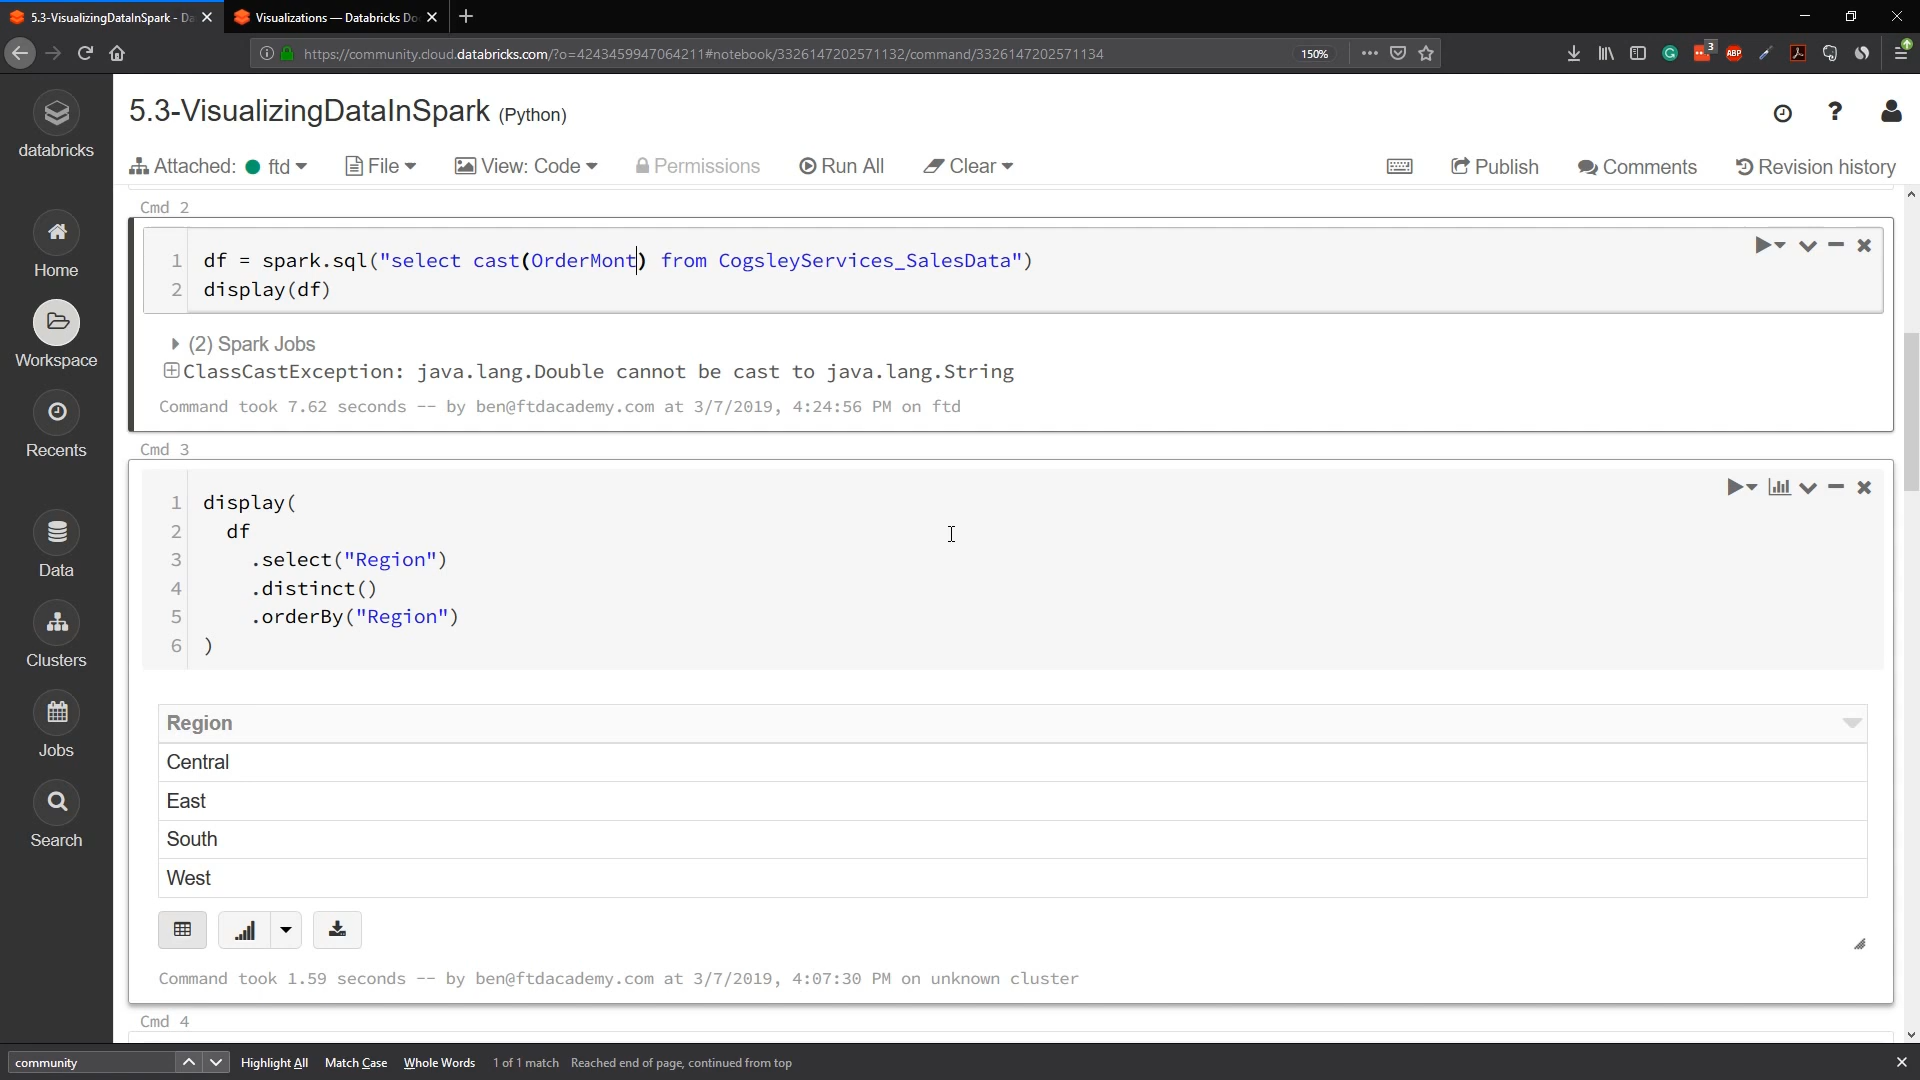 5.3-VisualizingDataInSpark - Da
Visualizations — Databricks Do
https://community.cloud.databricks.com/?o=4243459947064211#notebook/3326147202571132/command/3326147202571134
150%
3
ABP
databricks
5.3-VisualizingDataInSpark (Python)
Attached: ftd File View: Code Permissions Run All Clear Publish Comments Revision history
Home
Workspace
Recents
Data
Clusters
Jobs
Search
Cmd 2
1 df = spark.sql("select cast(OrderMont) from CogsleyServices_SalesData")
2 display(df)
(2) Spark Jobs
ClassCastException: java.lang.Double cannot be cast to java.lang.String
Command took 7.62 seconds -- by ben@ftdacademy.com at 3/7/2019, 4:24:56 PM on ftd
Cmd 3
1 display(
2 df
3 .select("Region")
4 .distinct()
5 .orderBy("Region")
6 )
Region
Central
East
South
West
Command took 1.59 seconds -- by ben@ftdacademy.com at 3/7/2019, 4:07:30 PM on unknown cluster
Cmd 4
community Highlight All Match Case Whole Words 1 of 1 match Reached end of page, continued from top